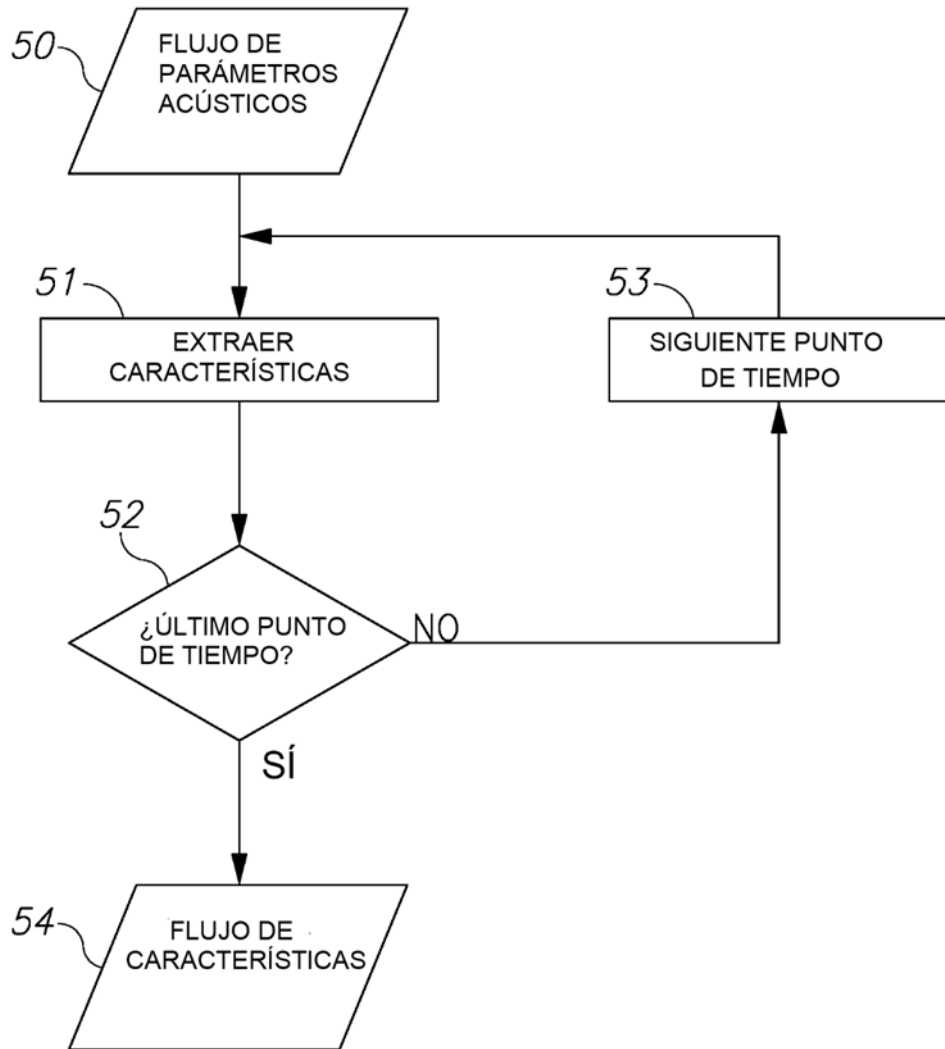 50
FLUJO DE
PARÁMETROS
ACÚSTICOS
51
EXTRAER
CARACTERÍSTICAS
53
SIGUIENTE PUNTO
DE TIEMPO
52
¿ÚLTIMO PUNTO
DE TIEMPO?
NO
SÍ
54
FLUJO DE
CARACTERÍSTICAS